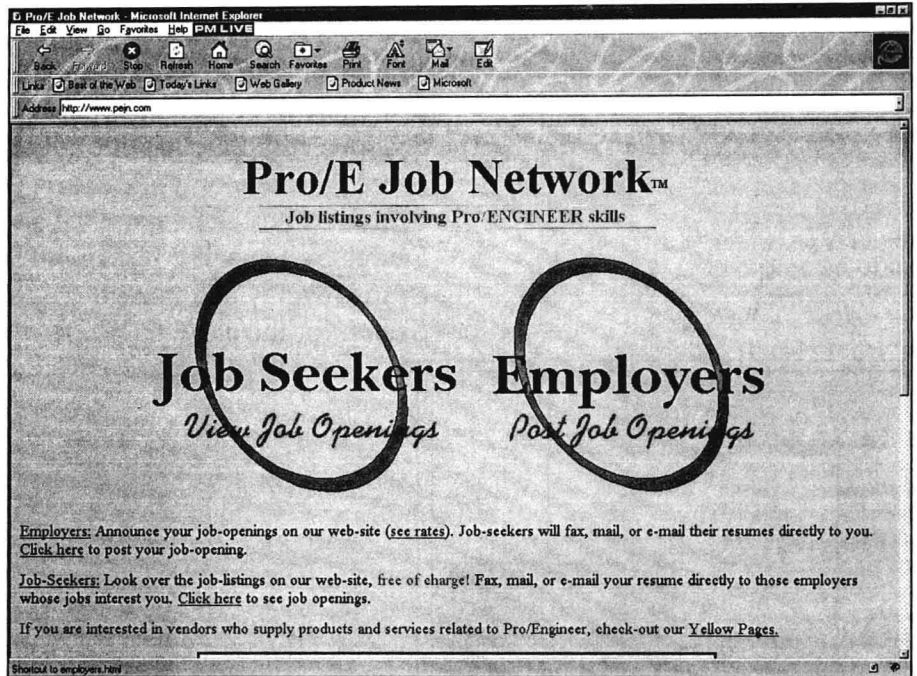 Pro/E Job Network - Microsoft Internet Explorer
File Edit View Go Favorites Help PM LIVE
Back Forward Stop Refresh Home Search Favorites Print Font Mail Edit
Links Best of the Web Today's Links Web Gallery Product News Microsoft
Address http://www.pejn.com
Pro/E Job Network™
Job listings involving Pro/ENGINEER skills
Job Seekers
View Job Openings
Employers
Post Job Openings
Employers: Announce your job-openings on our web-site (see rates). Job-seekers will fax, mail, or e-mail their resumes directly to you.
Click here to post your job-opening.
Job-Seekers: Look over the job-listings on our web-site, free of charge! Fax, mail, or e-mail your resume directly to those employers
whose jobs interest you. Click here to see job openings.
If you are interested in vendors who supply products and services related to Pro/Engineer, check-out our Yellow Pages.
Shortcut to employers.html